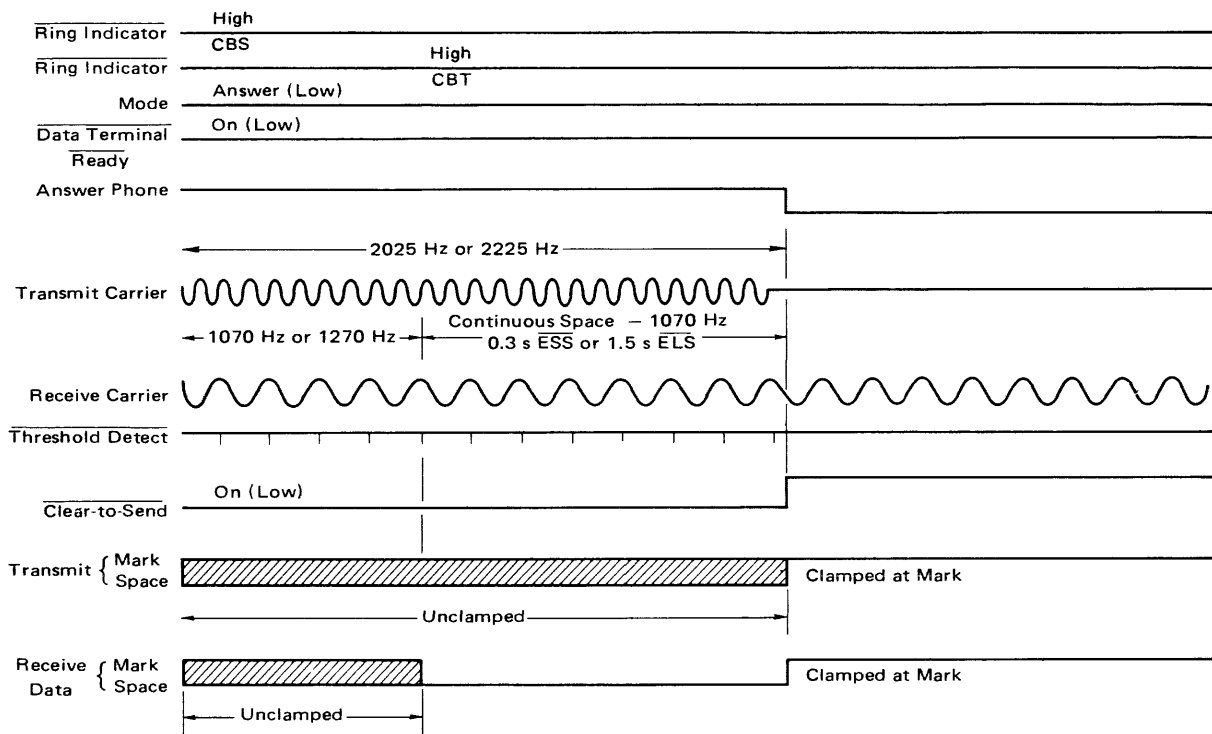 High
Ring Indicator
CBS
High
Ring Indicator
CBT
Answer (Low)
Mode
On (Low)
Data Terminal
Ready
Answer Phone
2025 Hz or 2225 Hz
Transmit Carrier
Continuous Space – 1070 Hz
1070 Hz or 1270 Hz
0.3 s ESS or 1.5 s ELS
Receive Carrier
Threshold Detect
On (Low)
Clear-to-Send
Transmit { Mark
Space
Clamped at Mark
Unclamped
Receive { Mark
Data Space
Clamped at Mark
Unclamped